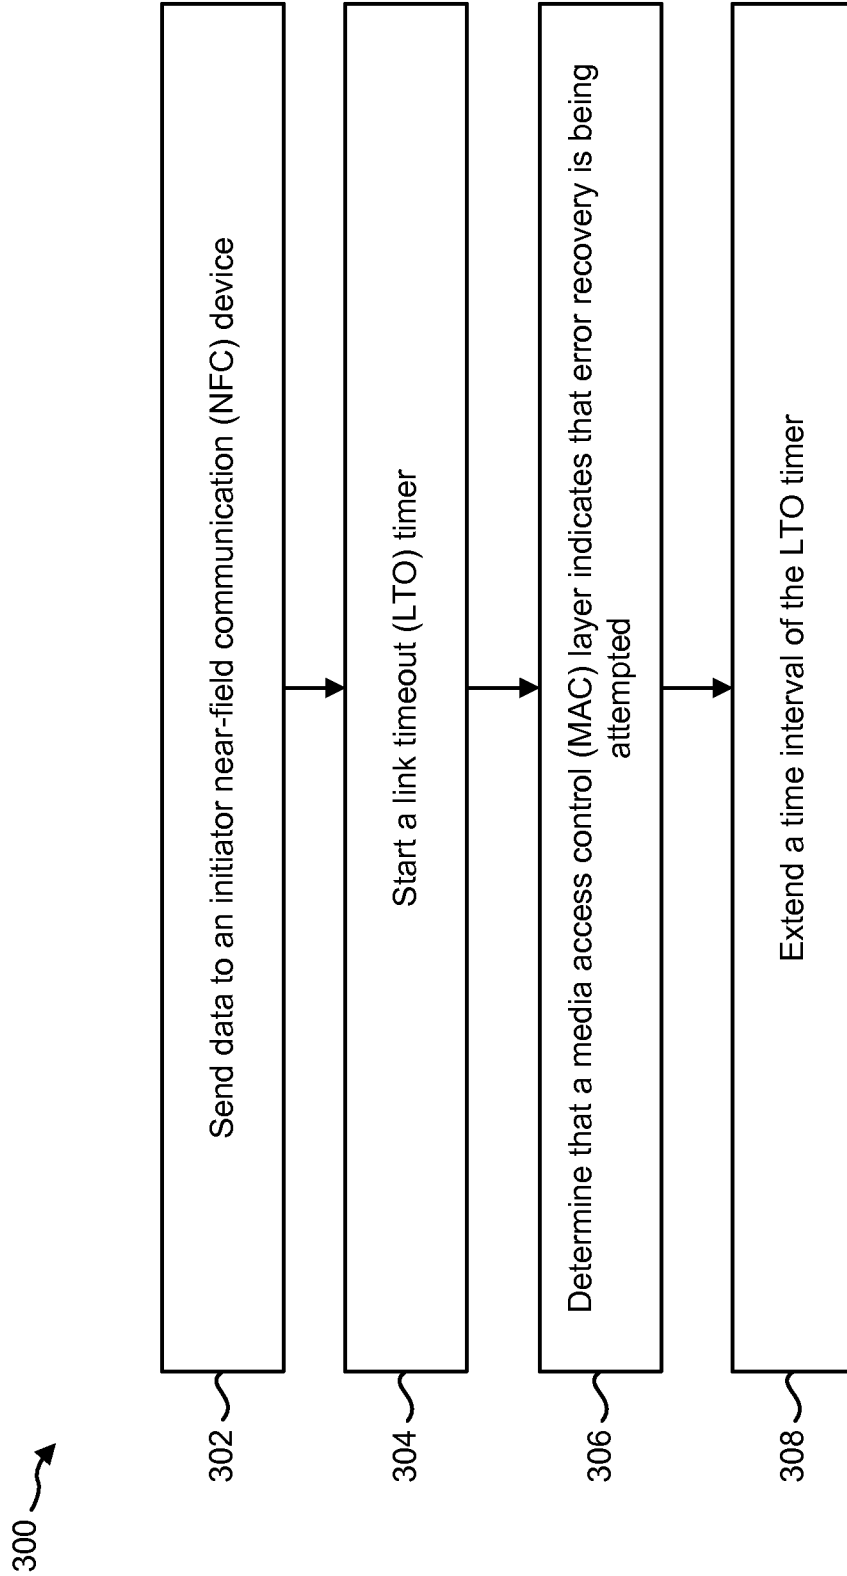 300
302
Send data to an initiator near-field communication (NFC) device
304
Start a link timeout (LTO) timer
306
Determine that a media access control (MAC) layer indicates that error recovery is being
attempted
308
Extend a time interval of the LTO timer